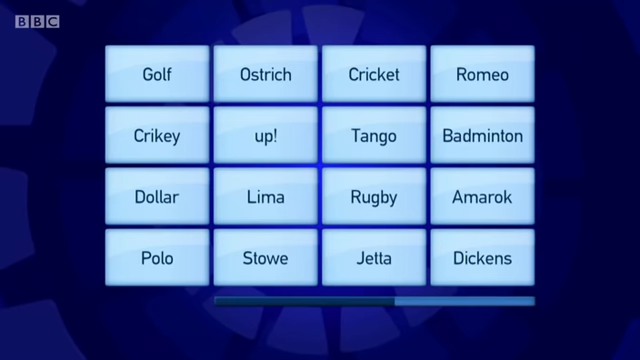 BBC
Golf
Ostrich
Cricket
Romeo
Crikey
up!
Tango
Badminton
Dollar
Lima
Rugby
Amarok
Polo
Stowe
Jetta
Dickens